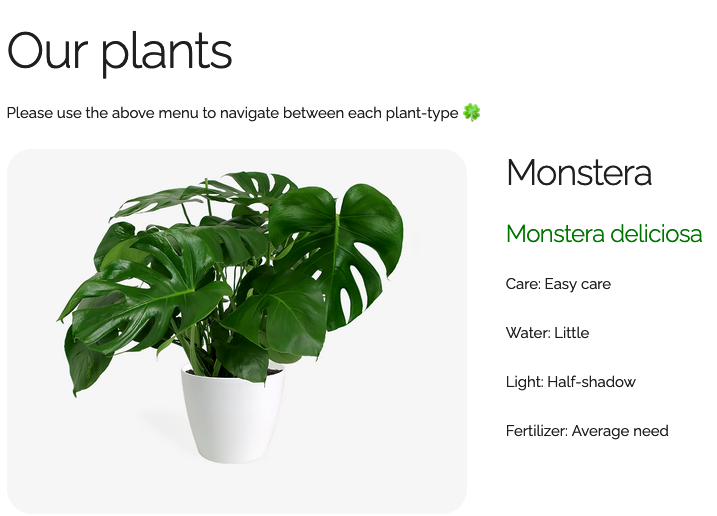 Our plants
Please use the above menu to navigate between each plant-type 🍀
Monstera
Monstera deliciosa
Care: Easy care
Water: Little
Light: Half-shadow
Fertilizer: Average need